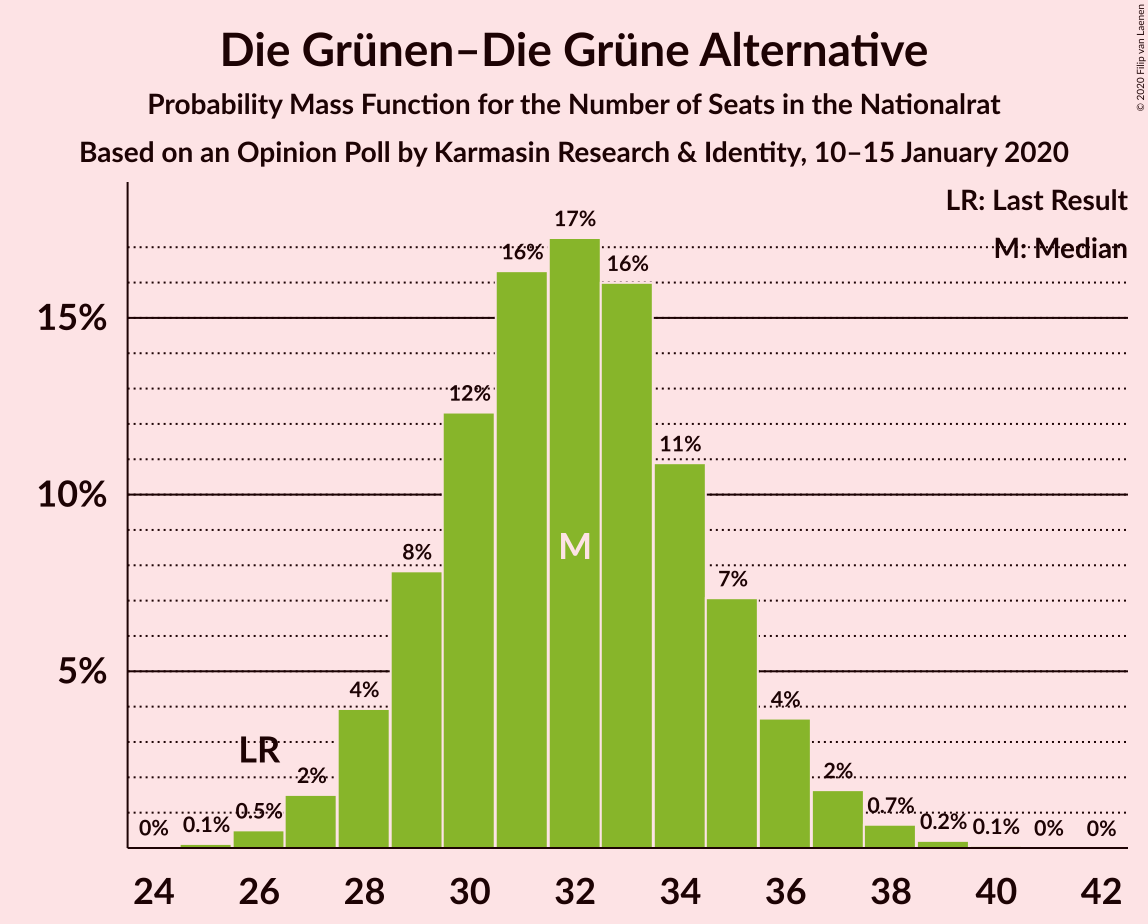 Die Grünen–Die Grüne Alternative
Probability Mass Function for the Number of Seats in the Nationalrat
Based on an Opinion Poll by Karmasin Research & Identity, 10–15 January 2020
© 2020 Filip van Laenen
LR: Last Result
M: Median
15%
10%
5%
0%
0.1%
0.5%
2%
4%
8%
12%
16%
17%
16%
11%
7%
4%
2%
0.7%
0.2%
0.1%
0%
0%
LR
M
24 26 28 30 32 34 36 38 40 42